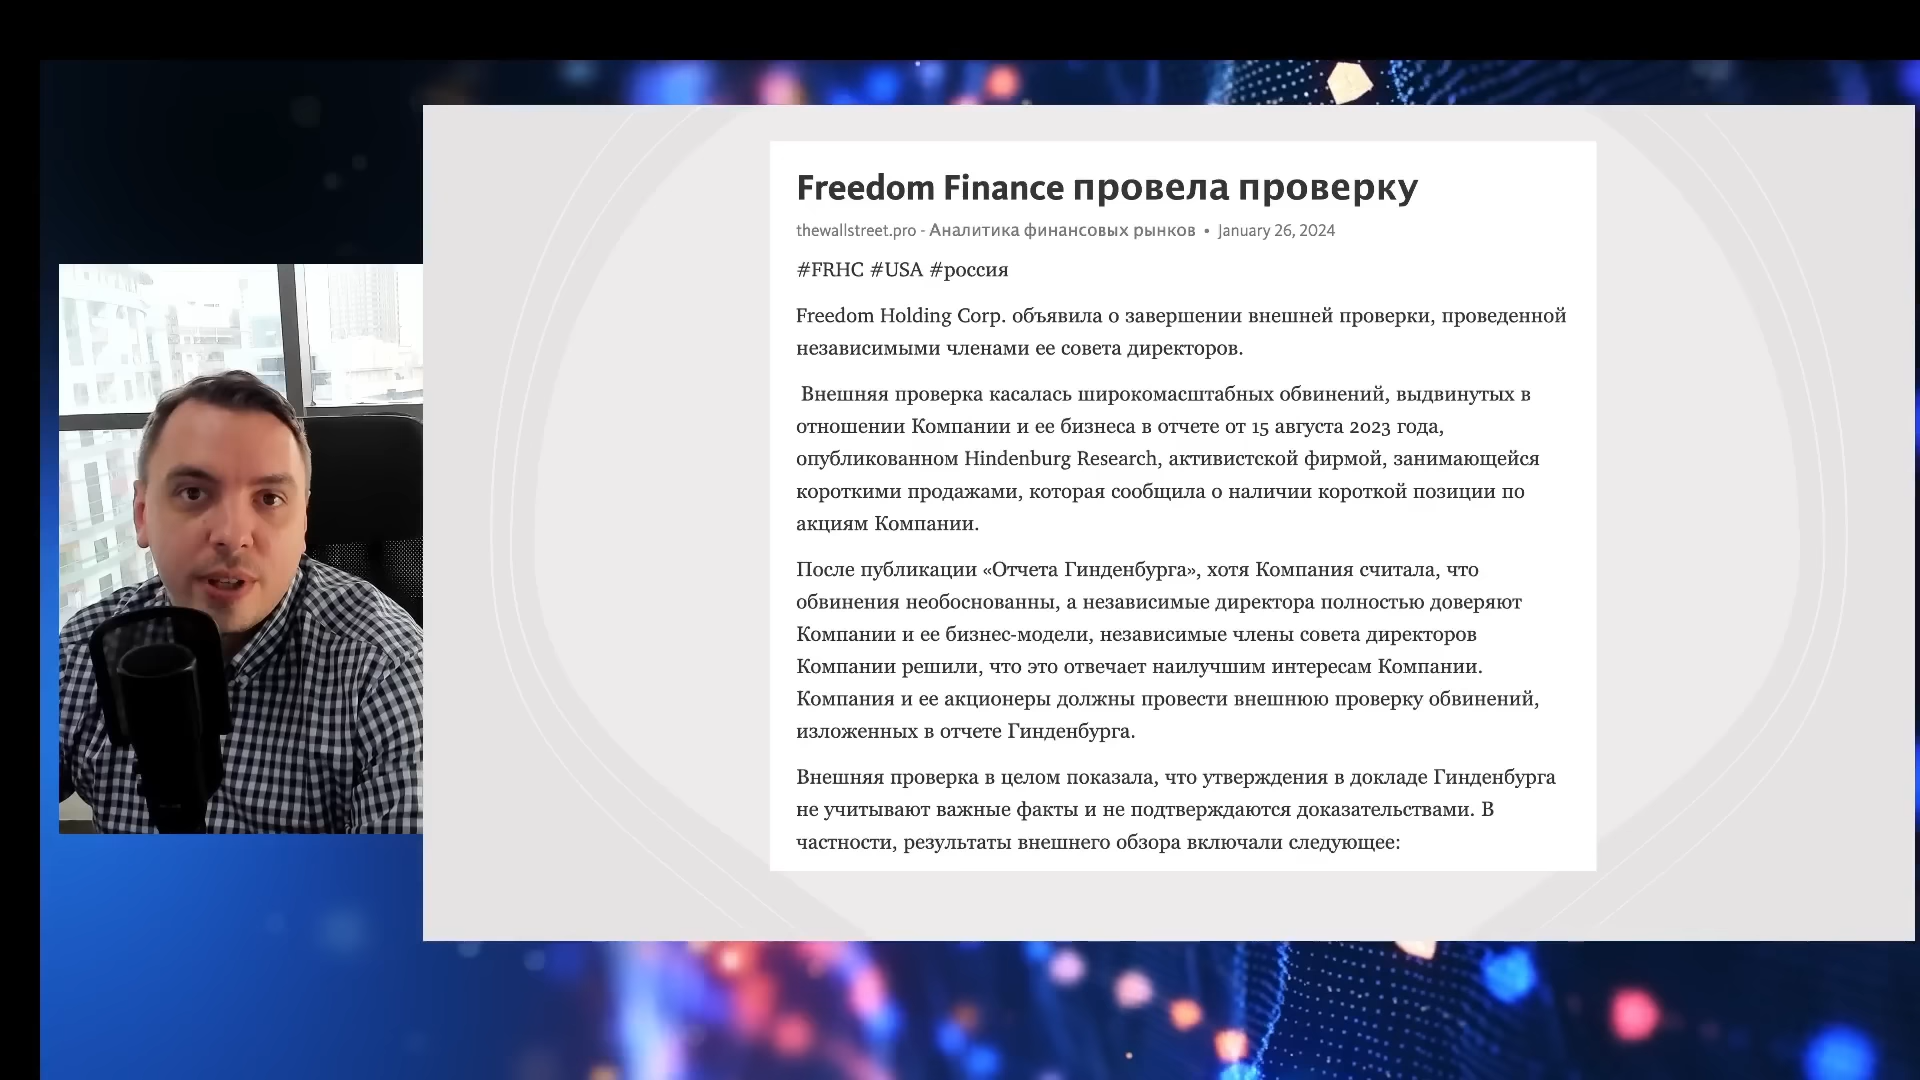 Freedom Finance провела проверку
thewallstreet.pro - Аналитика финансовых рынков • January 26, 2024
#FRHC #USA #россия
Freedom Holding Corp. объявила о завершении внешней проверки, проведенной
независимыми членами ее совета директоров.
Внешняя проверка касалась широкомасштабных обвинений, выдвинутых в
отношении Компании и ее бизнеса в отчете от 15 августа 2023 года,
опубликованном Hindenburg Research, активистской фирмой, занимающейся
короткими продажами, которая сообщила о наличии короткой позиции по
акциям Компании.
После публикации «Отчета Гинденбурга», хотя Компания считала, что
обвинения необоснованны, а независимые директора полностью доверяют
Компании и ее бизнес-модели, независимые члены совета директоров
Компании решили, что это отвечает наилучшим интересам Компании.
Компания и ее акционеры должны провести внешнюю проверку обвинений,
изложенных в отчете Гинденбурга.
Внешняя проверка в целом показала, что утверждения в докладе Гинденбурга
не учитывают важные факты и не подтверждаются доказательствами. В
частности, результаты внешнего обзора включали следующее: